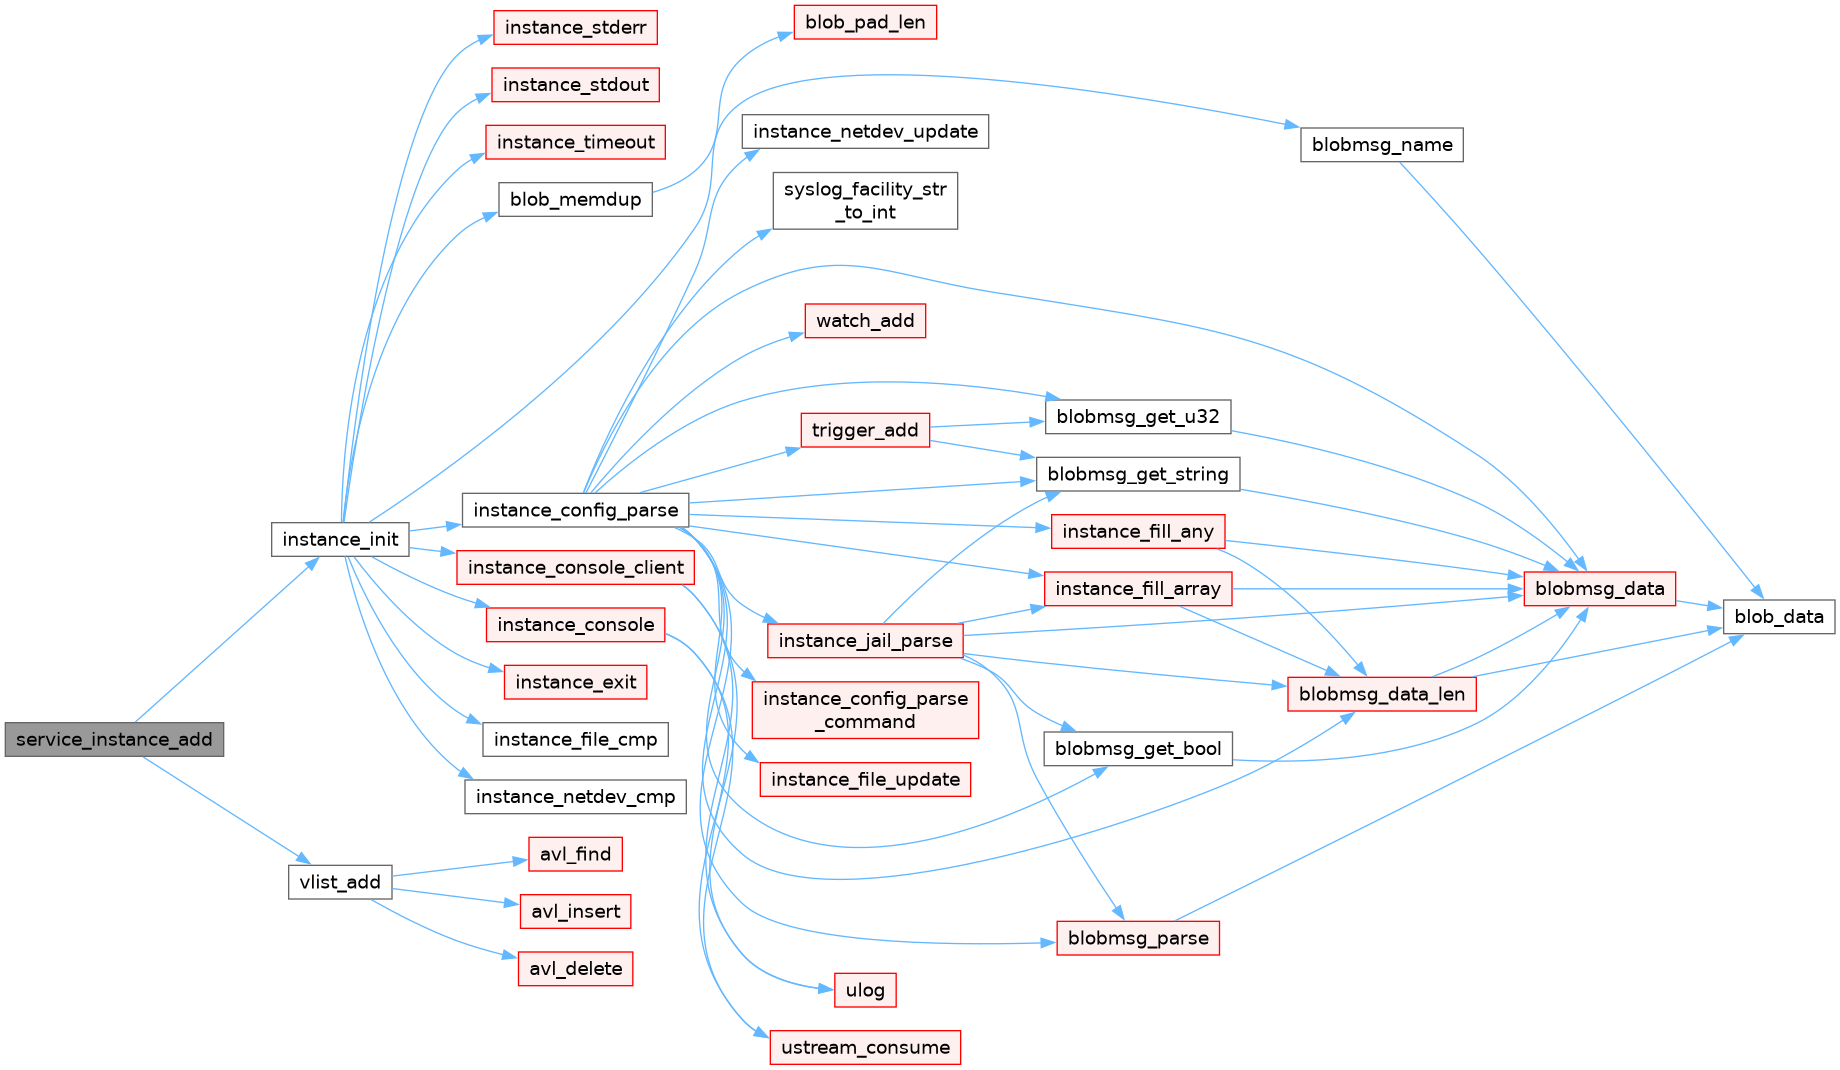 service_instance_add
instance_init
vlist_add
instance_stderr
instance_stdout
instance_timeout
blob_memdup
instance_config_parse
instance_console_client
instance_console
instance_exit
instance_file_cmp
instance_netdev_cmp
avl_find
avl_insert
avl_delete
blob_pad_len
instance_netdev_update
syslog_facility_str
_to_int
watch_add
trigger_add
instance_jail_parse
instance_config_parse
_command
instance_file_update
ulog
ustream_consume
blobmsg_get_u32
blobmsg_get_string
instance_fill_any
instance_fill_array
blobmsg_get_bool
blobmsg_parse
blobmsg_name
blobmsg_data_len
blobmsg_data
blob_data